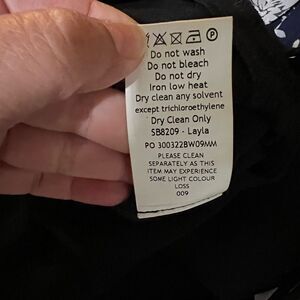 P
Do not wash
Do not bleach
Do not dry
Iron low heat
Dry clean any solvent
except trichloroethylene
Dry Clean Only
SB8209 - Layla
PO 300322BW09MM
PLEASE CLEAN
SEPARATELY AS THIS
ITEM MAY EXPERIENCE
SOME LIGHT COLOUR
LOSS
009